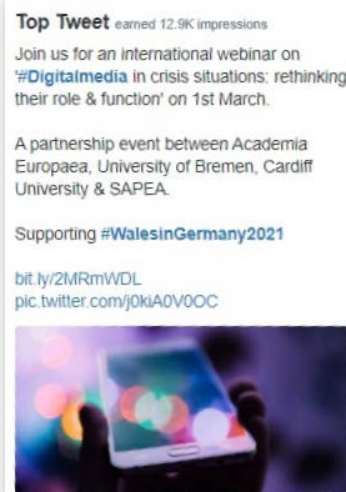 Top Tweet earned 12.9K impressions
Join us for an international webinar on
'#Digitalmedia in crisis situations: rethinking
their role & function' on 1st March.
A partnership event between Academia
Europaea, University of Bremen, Cardiff
University & SAPEA.
Supporting #WalesinGermany2021
bit.ly/2MRmWDL
pic.twitter.com/j0kiA0V0OC